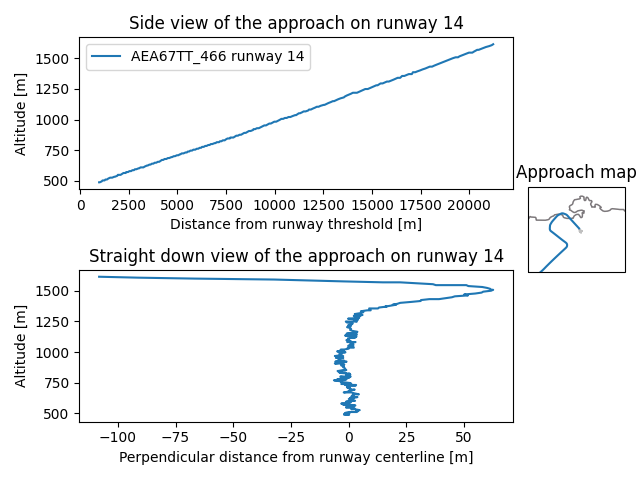 Side view of the approach on runway 14
1500
1250
1000
750
500
Altitude [m]
AEA67TT_466 runway 14
0 2500 5000 7500 10000 12500 15000 17500 20000
Distance from runway threshold [m]
Approach map
Straight down view of the approach on runway 14
1500
1250
1000
750
500
Altitude [m]
−100 −75 −50 −25 0 25 50
Perpendicular distance from runway centerline [m]